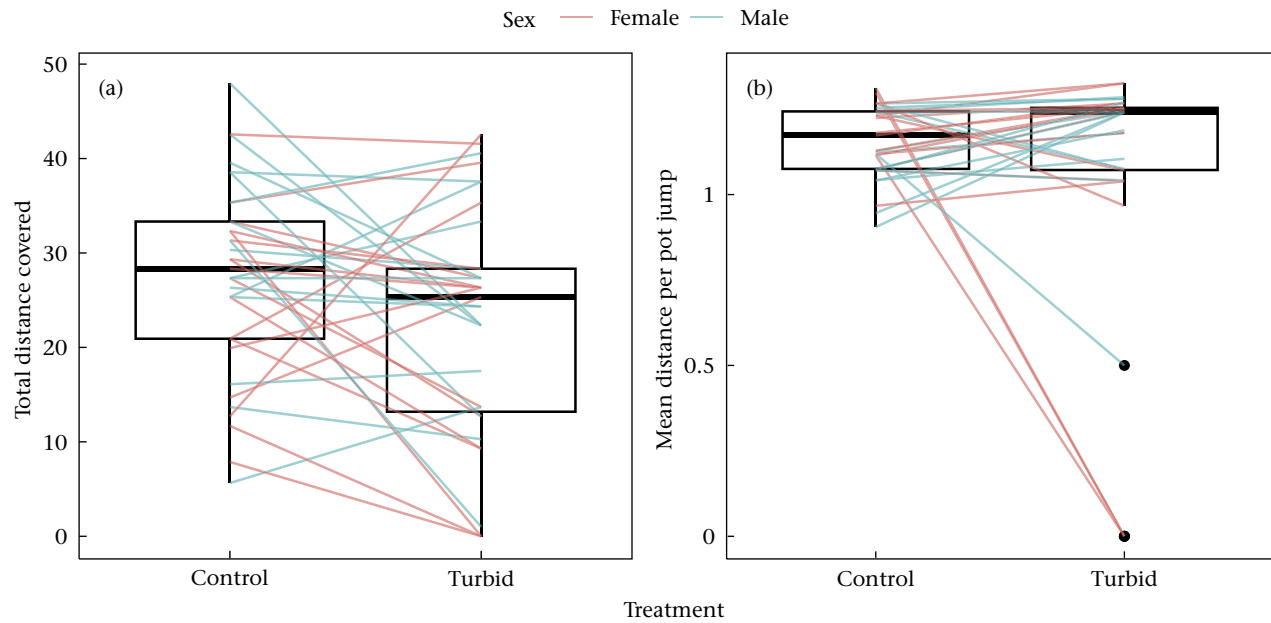 Sex Female Male
(a)
Total distance covered
50
40
30
20
10
0
Control Turbid
(b)
Mean distance per pot jump
1
0.5
0
Control Turbid
Treatment